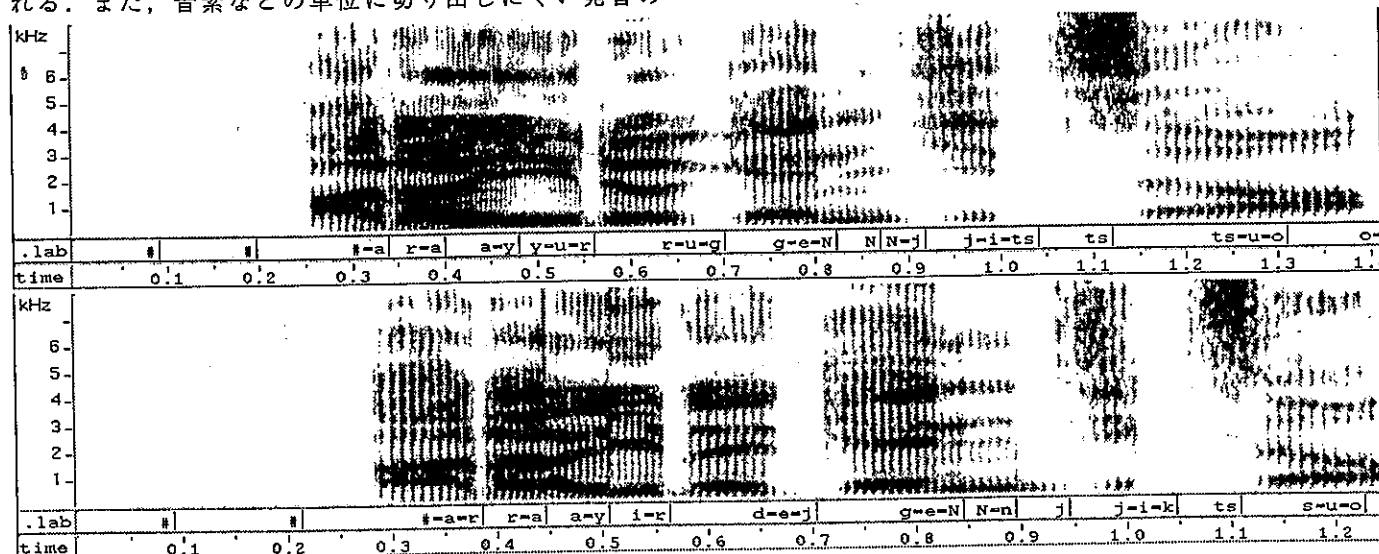 れる．また，音素などの単位に切り出しにくい発音の
kHz
8
6
5
4
3
2
1
.lab # # #-a r-a a-y y-u-r r-u-g g-e-N N N-j j-i-ts ts ts-u-o o-
time 0.1 0.2 0.3 0.4 0.5 0.6 0.7 0.8 0.9 1.0 1.1 1.2 1.3
kHz
6
5
4
3
2
1
.lab # # #-a-r r-a a-y i-r d-e-j g-e-N N-n j j-i-k ts s-u-o
time 0.1 0.2 0.3 0.4 0.5 0.6 0.7 0.8 0.9 1.0 1.1 1.2